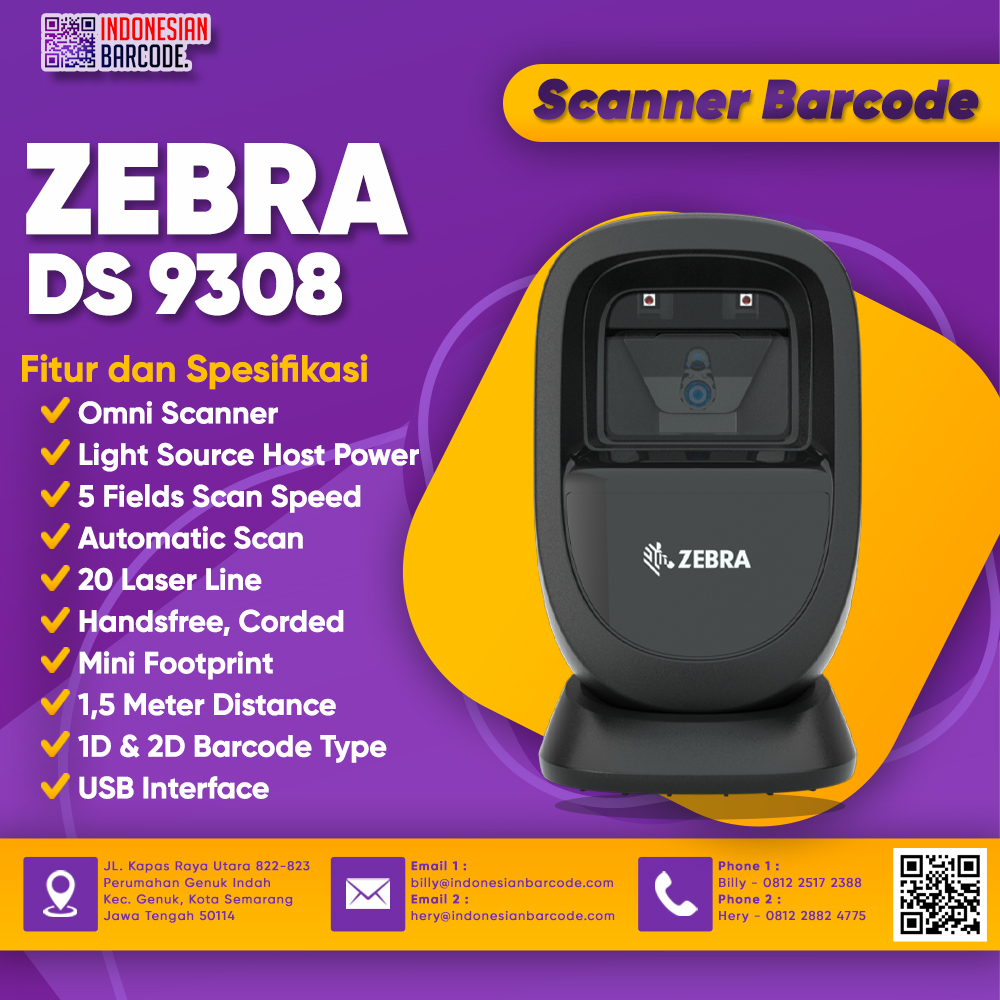 INDONESIAN
BARCODE.
Scanner Barcode
ZEBRA
DS 9308
Fitur dan Spesifikasi
Omni Scanner
Light Source Host Power
5 Fields Scan Speed
Automatic Scan
20 Laser Line
Handsfree, Corded
Mini Footprint
1,5 Meter Distance
1D & 2D Barcode Type
USB Interface
ZEBRA
JL. Kapas Raya Utara 822-823
Perumahan Genuk Indah
Kec. Genuk, Kota Semarang
Jawa Tengah 50114
Email 1 :
billy@indonesianbarcode.com
Email 2 :
hery@indonesianbarcode.com
Phone 1 :
Billy - 0812 2517 2388
Phone 2 :
Hery - 0812 2882 4775